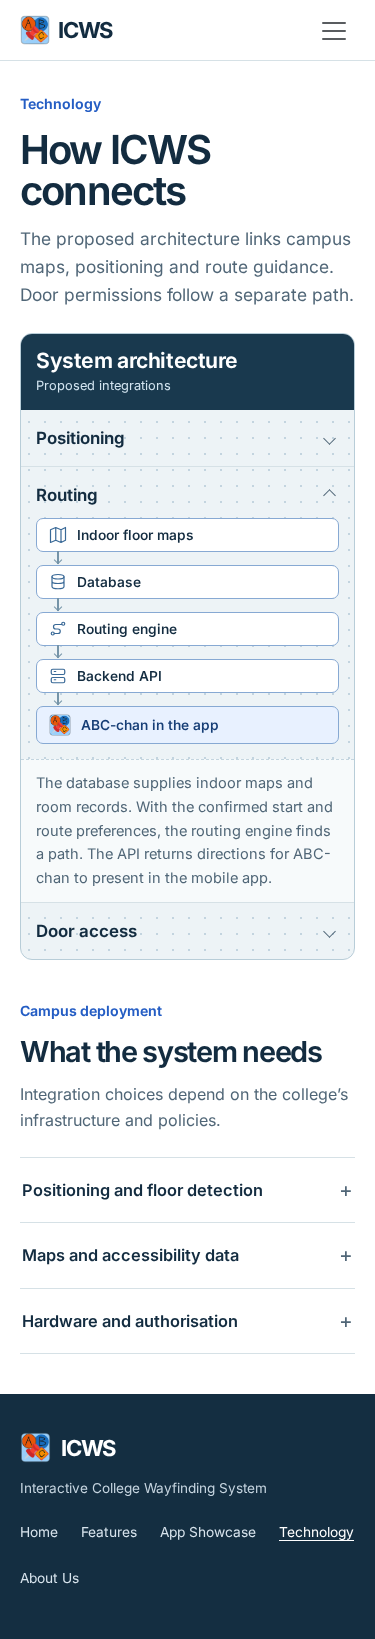 ICWS
Technology
How ICWS
connects
The proposed architecture links campus
maps, positioning and route guidance.
Door permissions follow a separate path.
System architecture
Proposed integrations
Positioning
Routing
Indoor floor maps
Database
Routing engine
Backend API
ABC-chan in the app
The database supplies indoor maps and
room records. With the confirmed start and
route preferences, the routing engine finds
a path. The API returns directions for ABC-
chan to present in the mobile app.
Door access
Campus deployment
What the system needs
Integration choices depend on the college’s
infrastructure and policies.
Positioning and floor detection +
Maps and accessibility data +
Hardware and authorisation +
ICWS
Interactive College Wayfinding System
Home Features App Showcase Technology
About Us